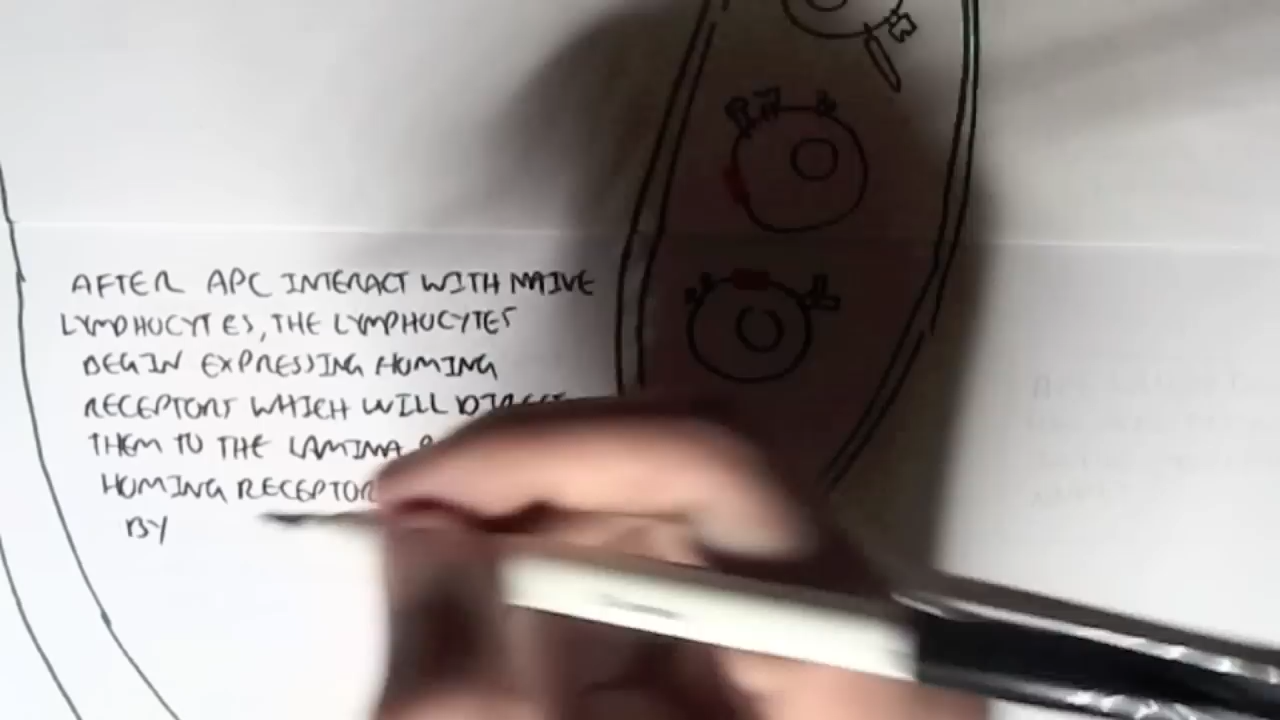 AFTER APC INTERACT WITH NAIVE
LYMPHOCYTES, THE LYMPHOCYTES
BEGIN EXPRESSING HOMING
RECEPTORS WHICH WILL
THEM TO THE LAMINA
HOMING RECEPTOR
BY